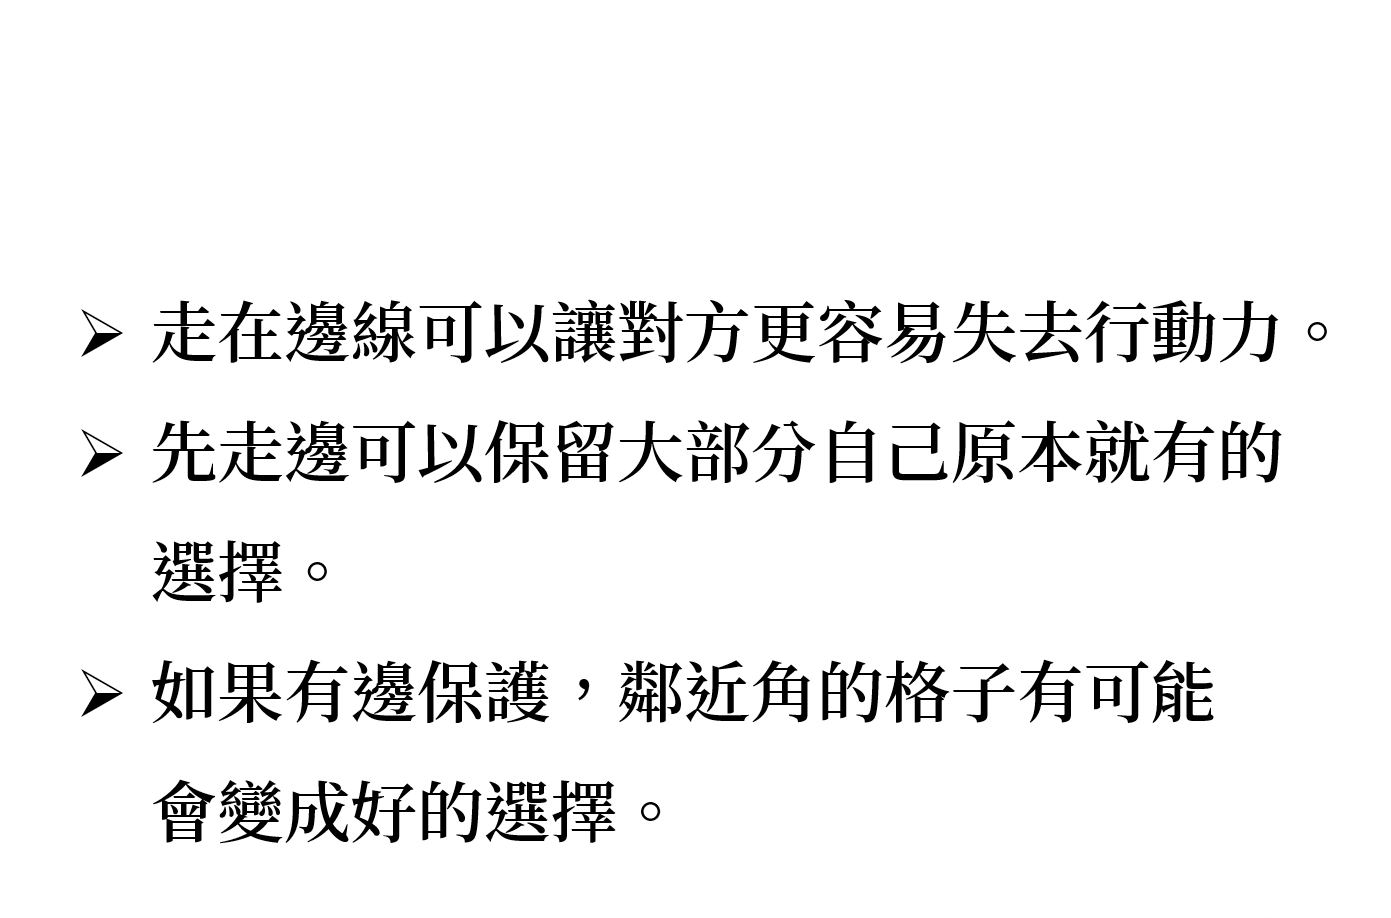 ➢ 走在邊線可以讓對方更容易失去行動力。
➢ 先走邊可以保留大部分自己原本就有的
選擇。
➢ 如果有邊保護，鄰近角的格子有可能
會變成好的選擇。